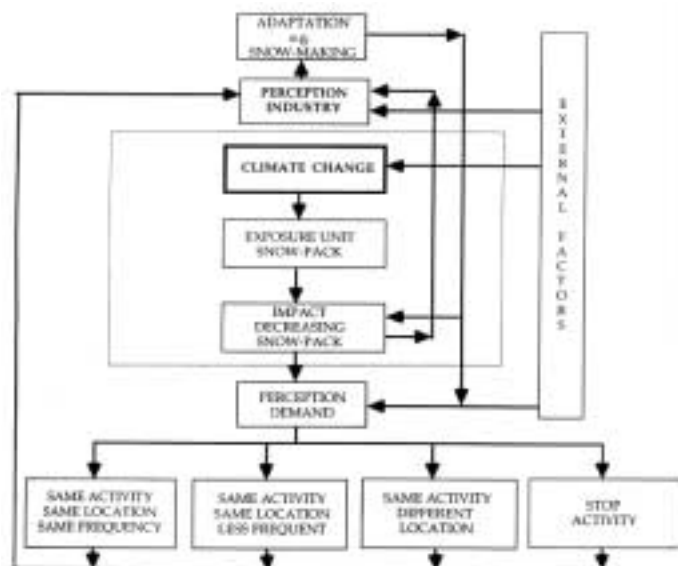 ADAPTATION
eg
SNOW-MAKING
PERCEPTION
INDUSTRY
CLIMATE CHANGE
EXPOSURE UNIT
SNOW-PACK
IMPACT
DECREASING
SNOW-PACK
PERCEPTION
DEMAND
SAME ACTIVITY
SAME LOCATION
SAME FREQUENCY
SAME ACTIVITY
SAME LOCATION
LESS FREQUENT
SAME ACTIVITY
DIFFERENT
LOCATION
STOP
ACTIVITY
EXTERNAL FACTORS